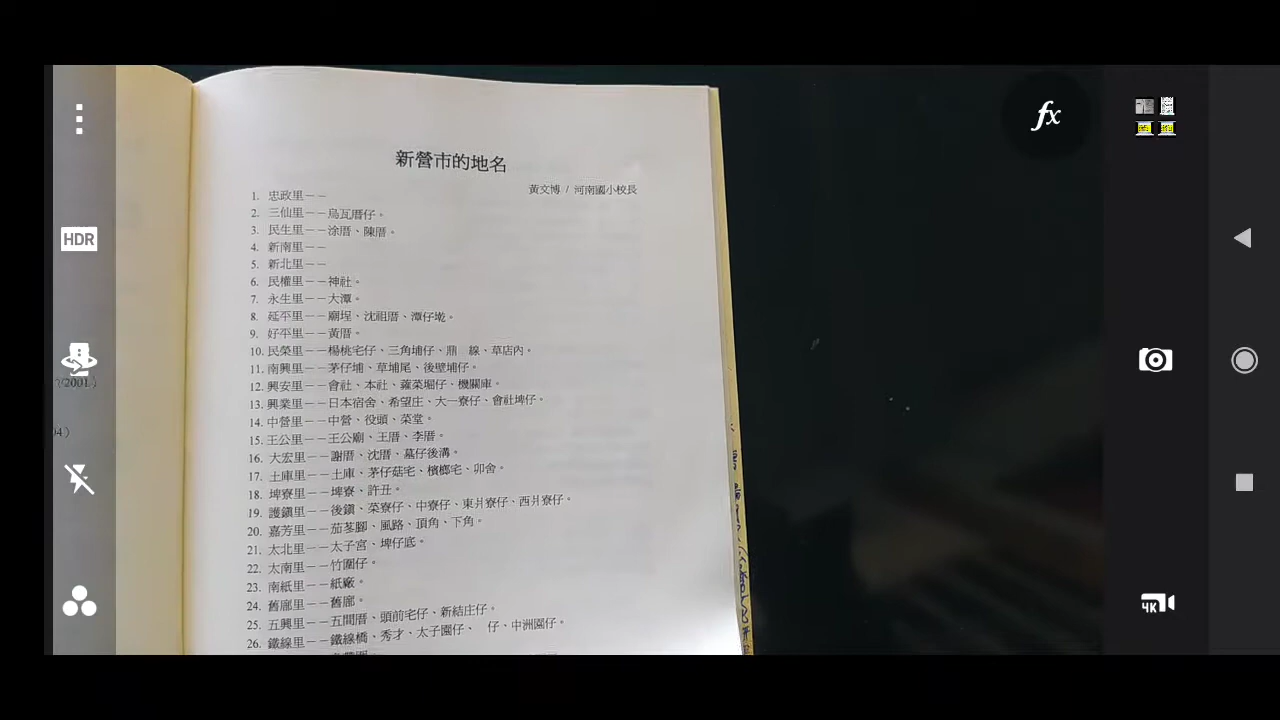 新營市的地名
黃文博 / 河南國小校長
1. 忠政里－－
2. 三仙里－－烏瓦厝仔。
3. 民生里－－涂厝、陳厝。
4. 新南里－－
5. 新北里－－
6. 民權里－－神社。
7. 永生里－－大潭。
8. 延平里－－廟埕、沈祖厝、潭仔墘。
9. 好平里－－黃厝。
10. 民榮里－－楊桃宅仔、三角埔仔、鼎　線、草店內。
11. 南興里－－茅仔埔、草埔尾、後壁埔仔。
12. 興安里－－會社、本社、蕹菜堀仔、機關庫。
13. 興業里－－日本宿舍、希望庄、大一寮仔、會社埤仔。
14. 中營里－－中營、役頭、菜堂。
15. 王公里－－王公廟、王厝、李厝。
16. 大宏里－－謝厝、沈厝、墓仔後溝。
17. 土庫里－－土庫、茅仔菇宅、檳榔宅、卯舍。
18. 埤寮里－－埤寮、許丑。
19. 護鎮里－－後鎮、菜寮仔、中寮仔、東爿寮仔、西爿寮仔。
20. 嘉芳里－－茄苳腳、風路、頂角、下角。
21. 太北里－－太子宮、埤仔底。
22. 太南里－－竹圍仔。
23. 南紙里－－紙廠。
24. 舊廍里－－舊廍。
25. 五興里－－五間厝、頭前宅仔、新結庄仔。
26. 鐵線里－－鐵線橋、秀才、太子園仔、　仔、中洲園仔。
HDR
fx
4K
(2001)
04)